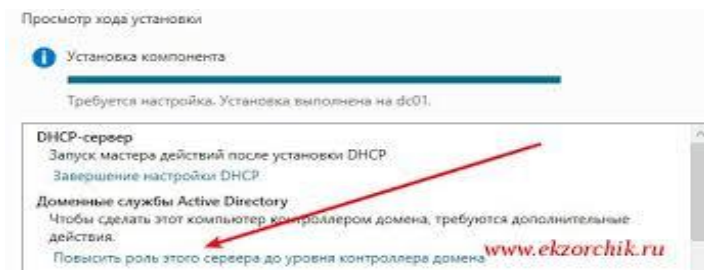 Просмотр хода установки
Установка компонента
Требуется настройка. Установка выполнена на dc01.
DHCP-сервер
Запуск мастера действий после установки DHCP
Завершение настройки DHCP
Доменные службы Active Directory
Чтобы сделать этот компьютер контроллером домена, требуются дополнительные
действия.
www.ekzorchik.ru
Повысить роль этого сервера до уровня контроллера домена